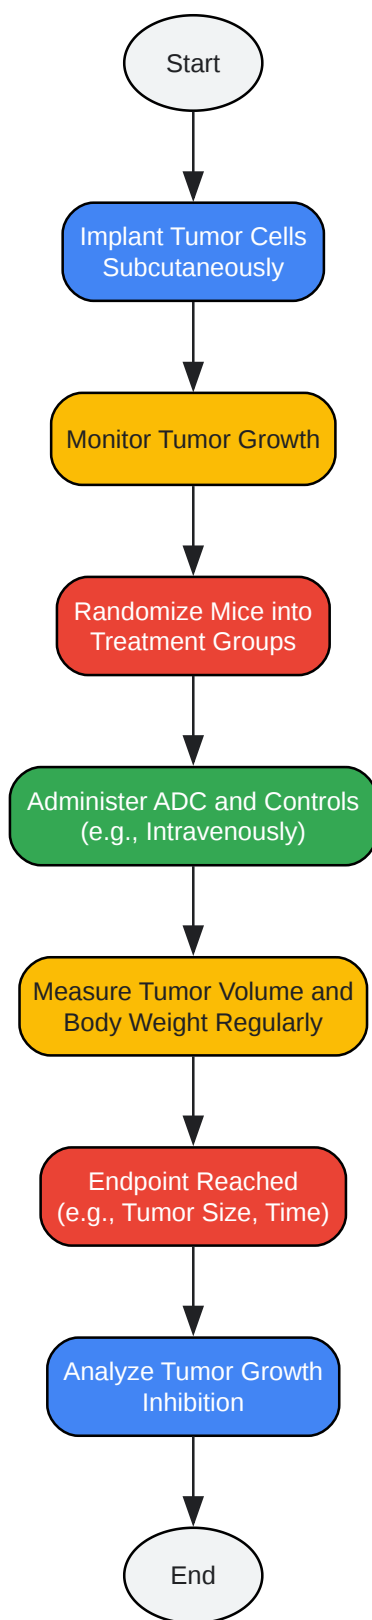 Start
Implant Tumor Cells
Subcutaneously
Monitor Tumor Growth
Randomize Mice into
Treatment Groups
Administer ADC and Controls
(e.g., Intravenously)
Measure Tumor Volume and
Body Weight Regularly
Endpoint Reached
(e.g., Tumor Size, Time)
Analyze Tumor Growth
Inhibition
End